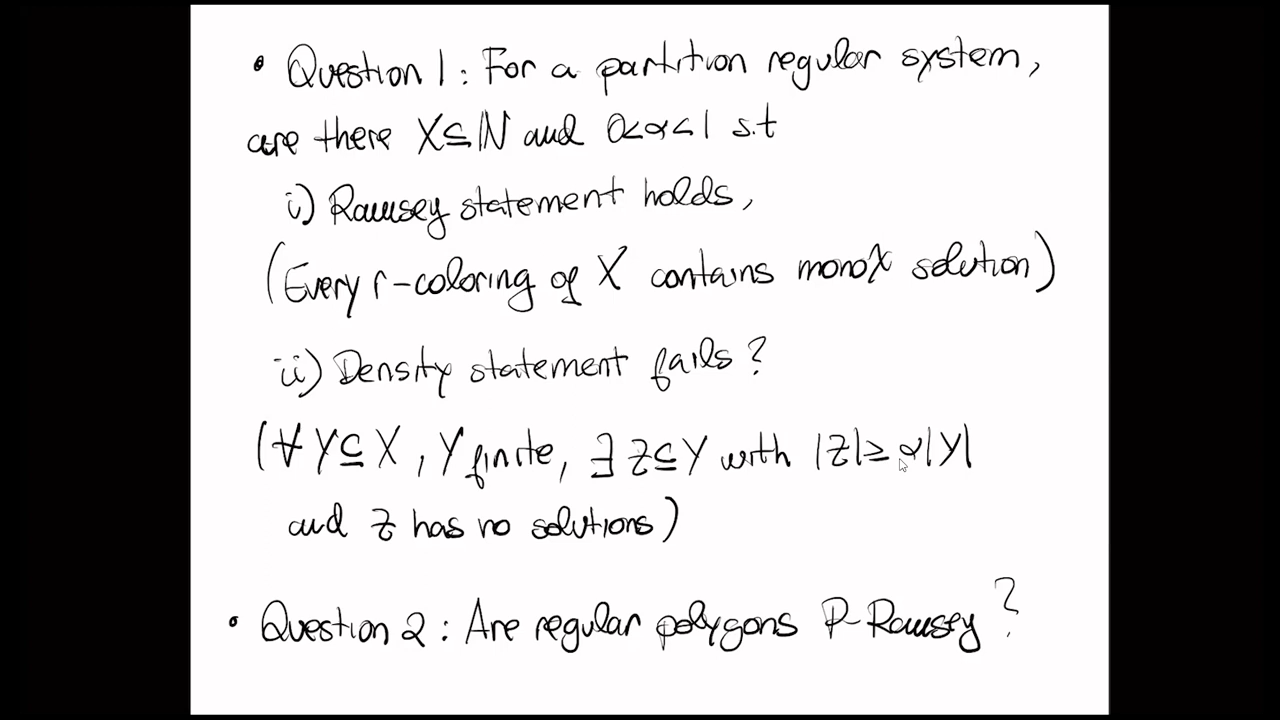 • Question 1: For a partition regular system,
are there X⊆ℕ and 0<α<1 s.t
i) Ramsey statement holds,
(Every r-coloring of X contains monoχ solution)
ii) Density statement fails?
(∀ Y⊆X, Y finite, ∃ Z⊆Y with |Z|≥α|Y|
and Z has no solutions)
• Question 2: Are regular polygons P-Ramsey?